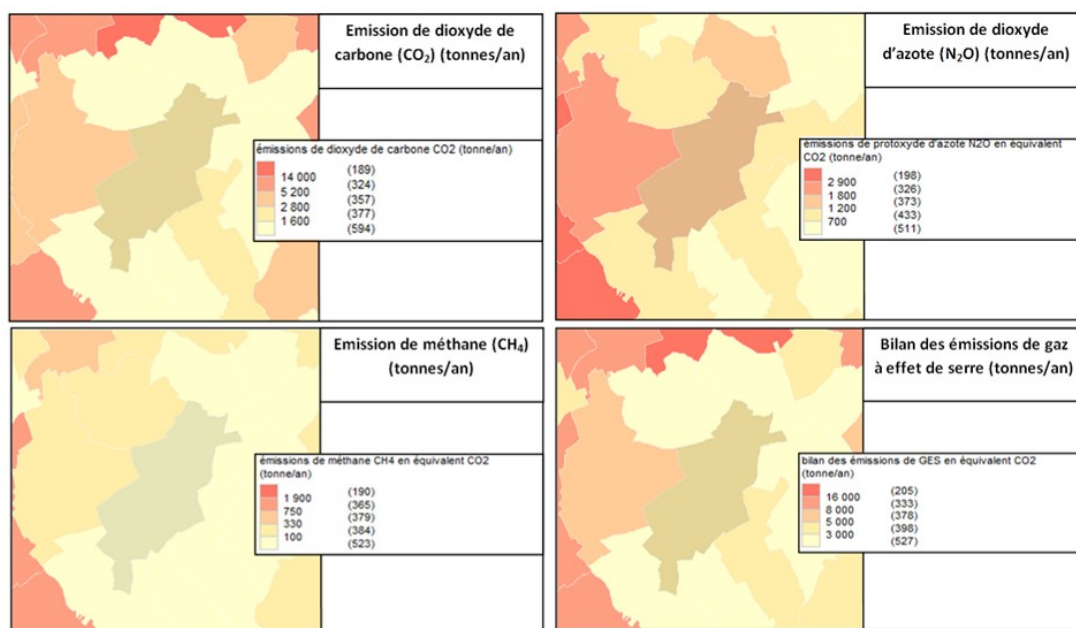 Emission de dioxyde de
carbone (CO₂) (tonnes/an)
émissions de dioxyde de carbone CO2 (tonne/an)
(189)
14 000
(324)
5 200
(357)
2 800
(377)
1 600
(594)
Emission de dioxyde
d'azote (N₂O) (tonnes/an)
émissions de protoxyde d'azote N2O en équivalent
CO2 (tonne/an)
(198)
2 900
(326)
1 800
(373)
1 200
(433)
700
(511)
Emission de méthane (CH₄)
(tonnes/an)
émissions de méthane CH4 en équivalent CO2
(tonne/an)
(190)
1 900
(365)
750
(379)
330
(384)
100
(523)
Bilan des émissions de gaz
à effet de serre (tonnes/an)
bilan des émissions de GES en équivalent CO2
(tonne/an)
(205)
16 000
(333)
8 000
(378)
5 000
(398)
3 000
(527)